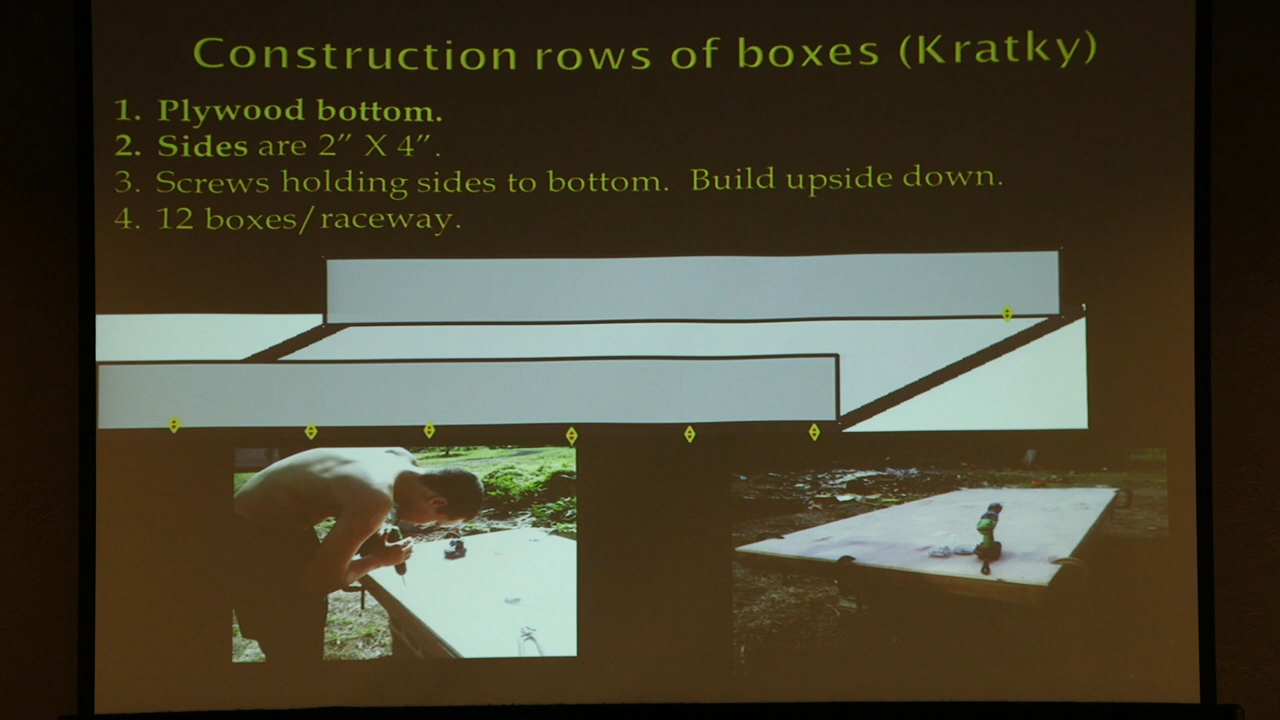 Construction rows of boxes (Kratky)
1. Plywood bottom.
2. Sides are 2” X 4”.
3. Screws holding sides to bottom. Build upside down.
4. 12 boxes/raceway.